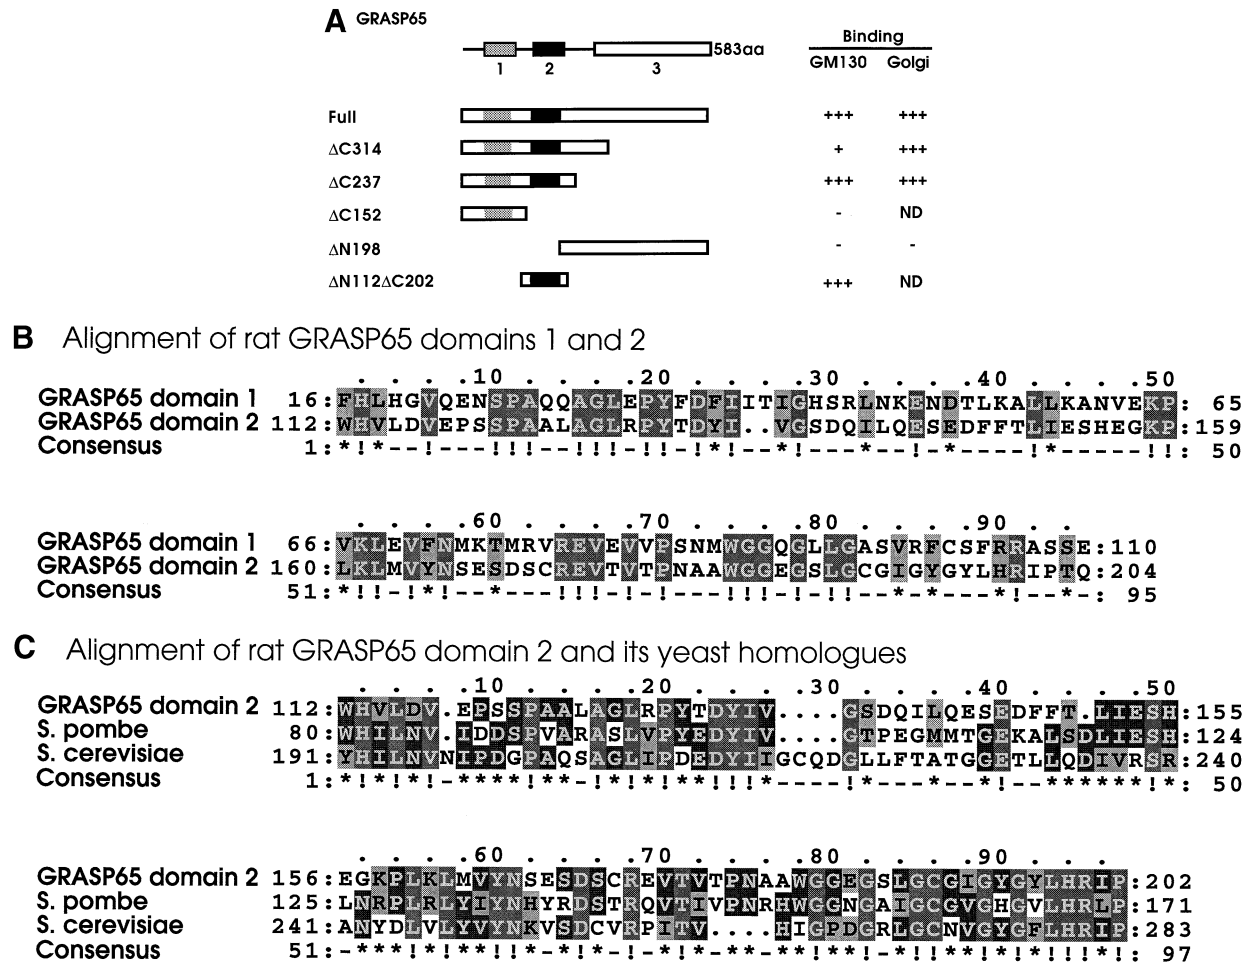 A GRASP65
583aa
1 2 3
Binding
GM130 Golgi
Full +++ +++
ΔC314 + +++
ΔC237 +++ +++
ΔC152 - ND
ΔN198 - -
ΔN112ΔC202 +++ ND
B Alignment of rat GRASP65 domains 1 and 2
. . . .10 . . . .20 . . . .30 . . . .40 . . . .50
GRASP65 domain 1 16:FHLHGVQENSPAQQAGLEPYFDFIITIGHSRLNKENDTLKALLKANVEKP: 65
GRASP65 domain 2 112:WHVLDVEPSSPAALAGLRPYTDYI..VGSDQILQESEDFFTLIESHEGKP:159
Consensus 1:*!*--!---!!!--!!!-!!-!*!--*!---*--!-*----!*-----!!: 50
. . . .60 . . . .70 . . . .80 . . . .90 . .
GRASP65 domain 1 66:VKLEVFNMKTMRVREVEVVPSNMWGGQGLLGASVRFCSFRRASSE:110
GRASP65 domain 2 160:LKLMVYNSESDSCREVTVTPNAAWGGEGSLGCGIGYGYLHRIPTQ:204
Consensus 51:*!!-!*!--*---!!!-!-!---!!!-!-!!--*-*---*!--*-: 95
C Alignment of rat GRASP65 domain 2 and its yeast homologues
. . . .10 . . . .20 . . . .30 . . . .40 . . . .50
GRASP65 domain 2 112:WHVLDV.EPSSPAALAGLRPYTDYIV....GSDQILQESEDFFT.LIESH:155
S. pombe 80:WHILNV.IDDSPVARASLVPYEDYIV....GTPEGMMTGEKALSDLIESH:124
S. cerevisiae 191:YHILNVNIPDGPAQSAGLIPDEDYIIGCQDGLLFTATGGETLLQDIVRSR:240
Consensus 1:*!*!*!-****!**-*!*!-!*-*!!!*----!*---*--*!--******!*: 50
. . . .60 . . . .70 . . . .80 . . . .90 . . .
GRASP65 domain 2 156:EGKPLKLMVYNSESDSCREVTVTPNAAWGGEGSLGCGIGYGYLHRIP:202
S. pombe 125:LNRPLRLYIYNHYRDSTRQVTIVPNRHWGGNGAIGCGVGHGVLHRLP:171
S. cerevisiae 241:ANYDLVLYVYNKVSDCVRPITV....HIGPDGRLGCNVGYGFLHRIP:283